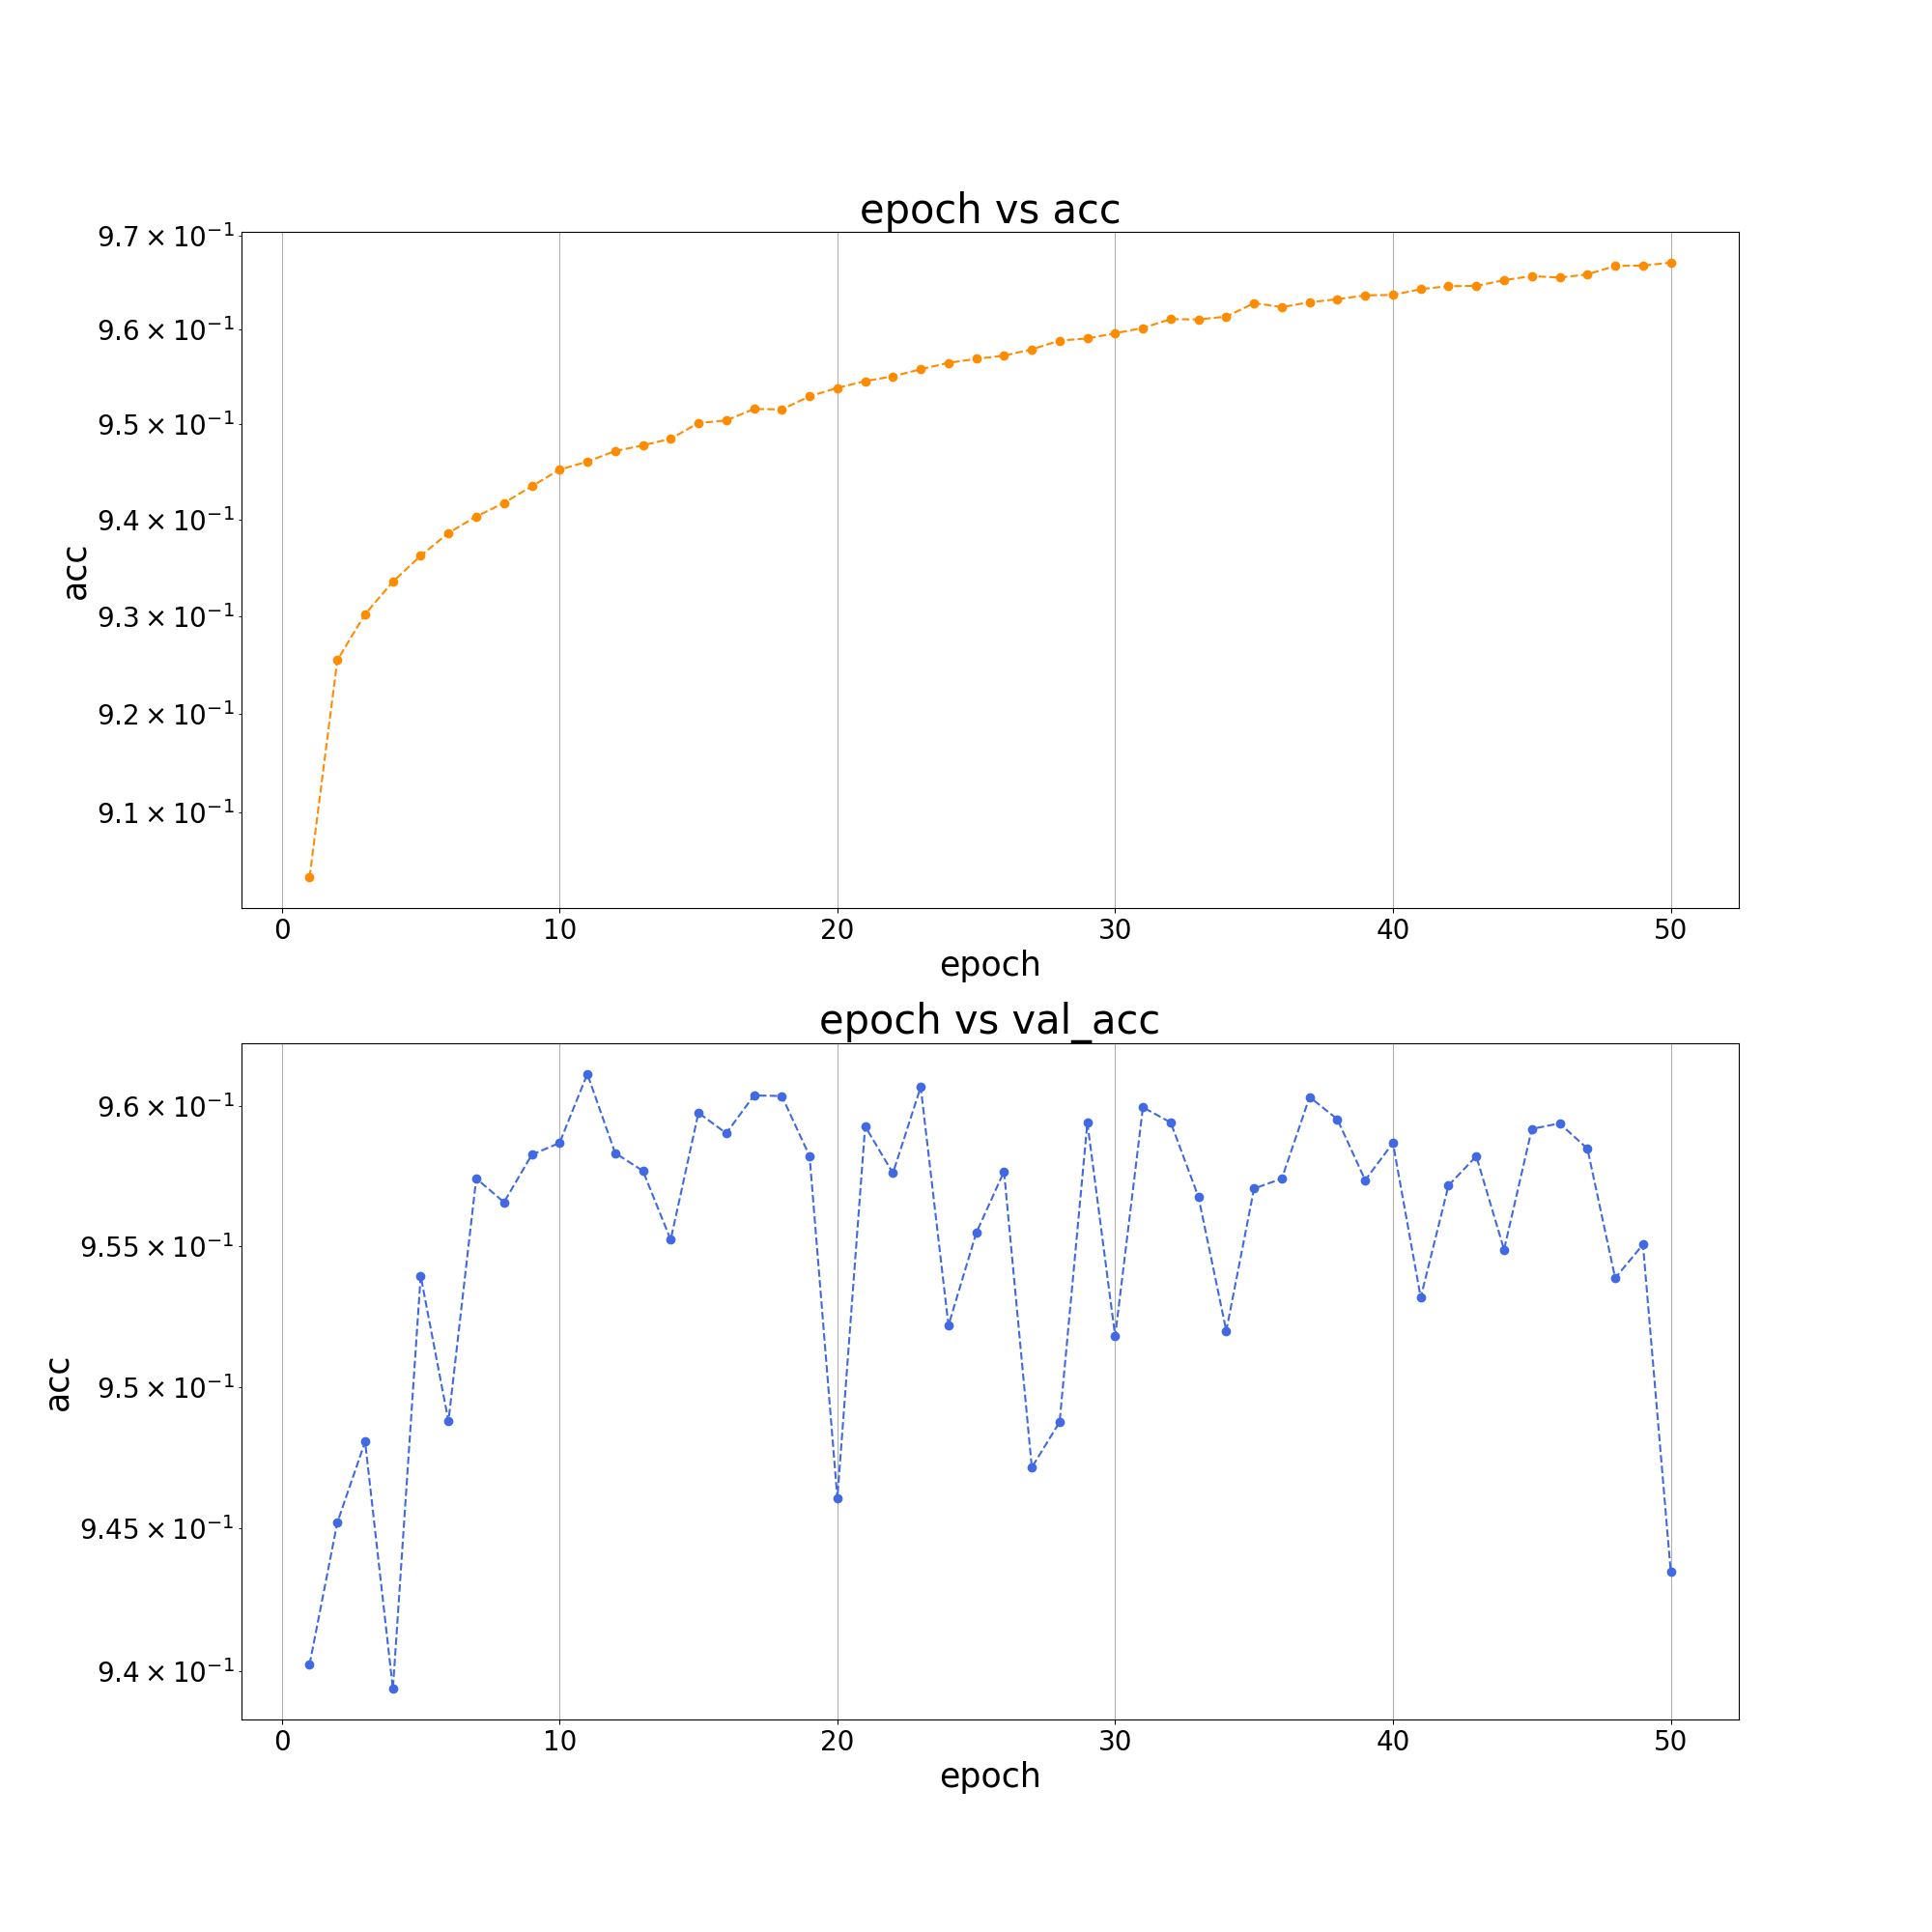 epoch vs acc
9.7 × 10⁻¹
9.6 × 10⁻¹
9.5 × 10⁻¹
9.4 × 10⁻¹
9.3 × 10⁻¹
9.2 × 10⁻¹
9.1 × 10⁻¹
acc
0 10 20 30 40 50
epoch
epoch vs val_acc
9.6 × 10⁻¹
9.55 × 10⁻¹
9.5 × 10⁻¹
9.45 × 10⁻¹
9.4 × 10⁻¹
acc
0 10 20 30 40 50
epoch